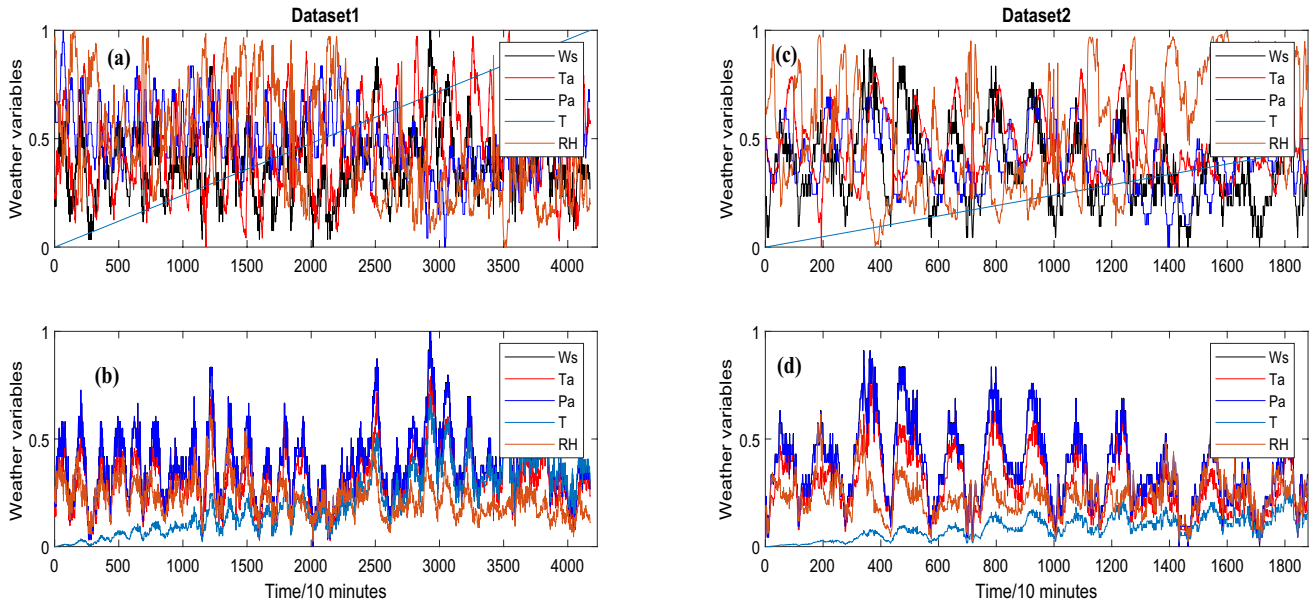 Dataset1
Weather variables
1
0.5
0
(a)
Ws
Ta
Pa
T
RH
0 500 1000 1500 2000 2500 3000 3500 4000
Dataset2
Weather variables
1
0.5
0
(c)
Ws
Ta
Pa
T
RH
0 200 400 600 800 1000 1200 1400 1600 1800
Weather variables
1
0.5
0
(b)
Ws
Ta
Pa
T
RH
0 500 1000 1500 2000 2500 3000 3500 4000
Time/10 minutes
Weather variables
1
0.5
0
(d)
Ws
Ta
Pa
T
RH
0 200 400 600 800 1000 1200 1400 1600 1800
Time/10 minutes